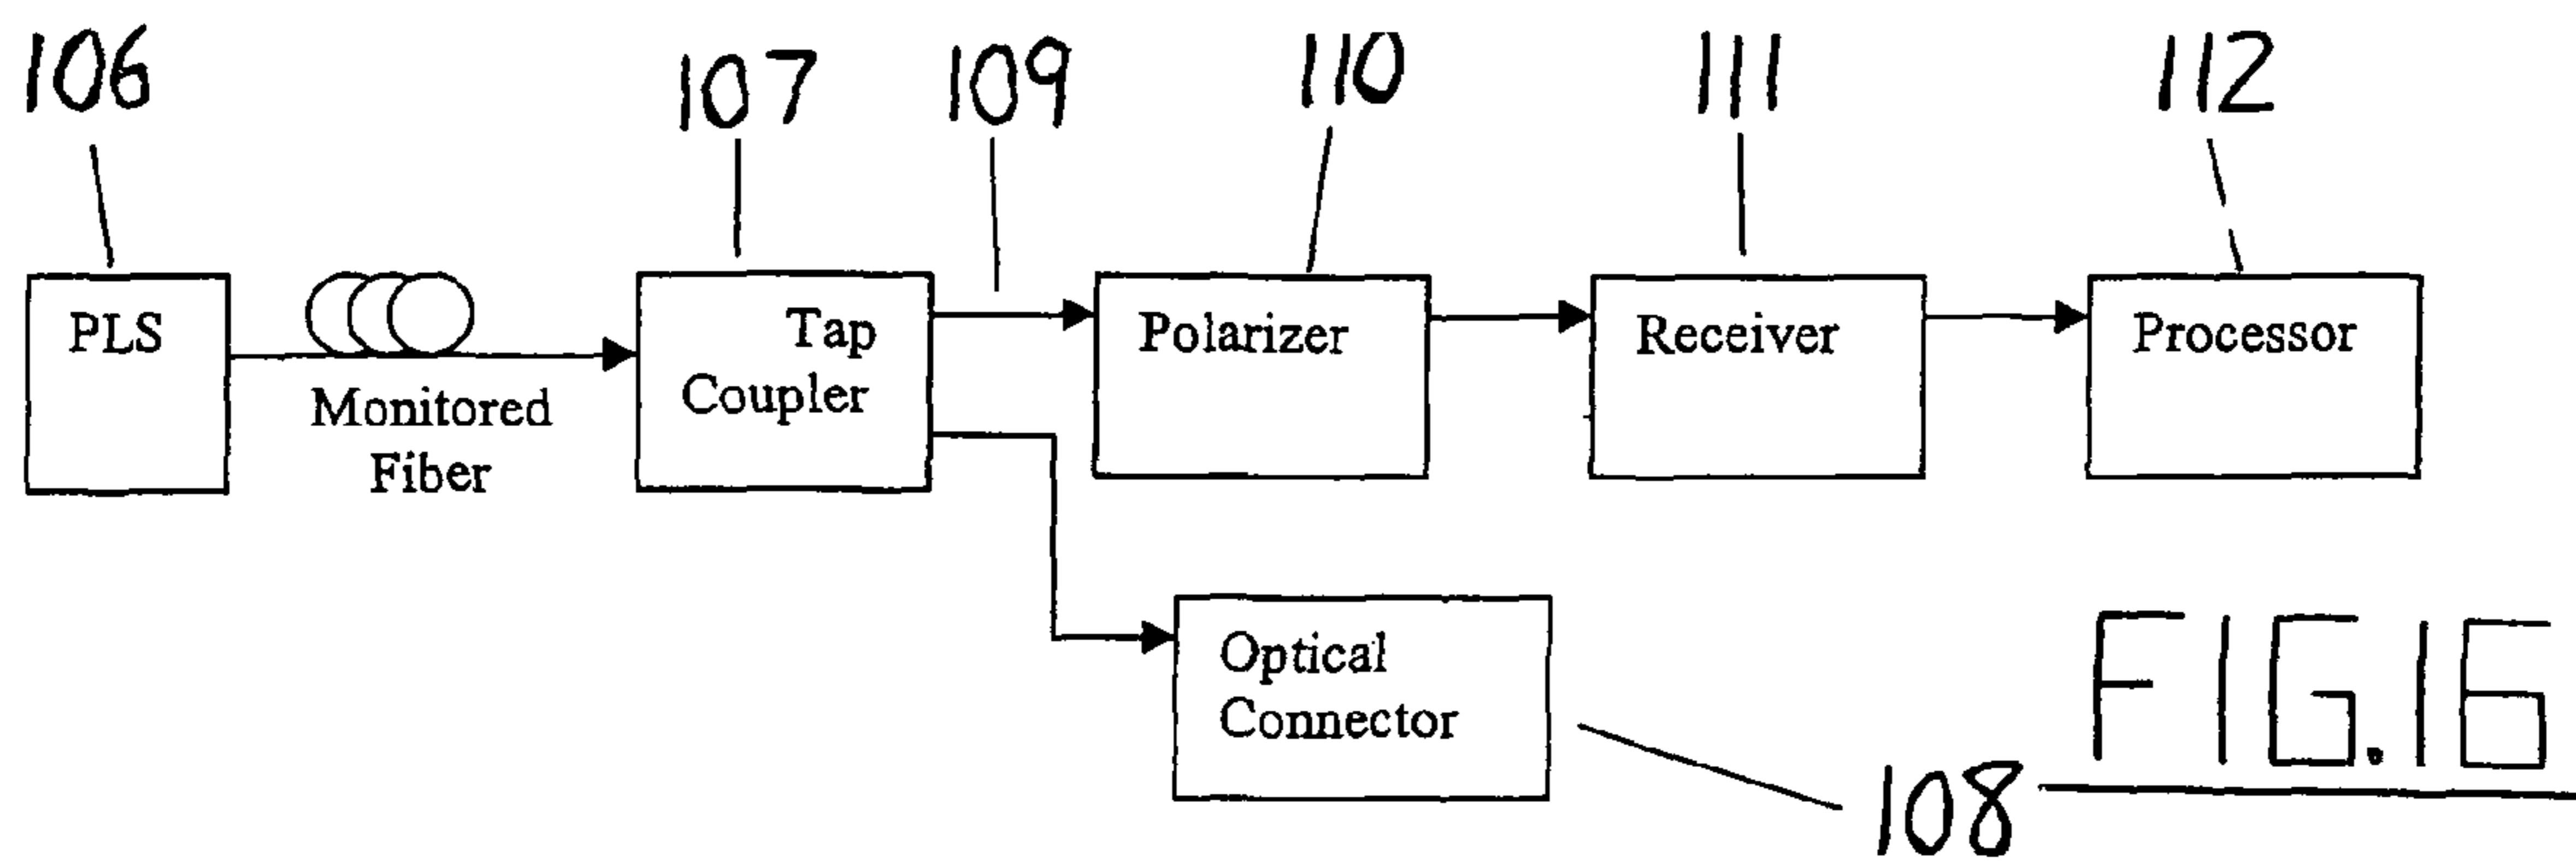 106
107
109
110
111
112
PLS
Monitored
Fiber
Tap
Coupler
Polarizer
Receiver
Processor
Optical
Connector
108
FIG.16